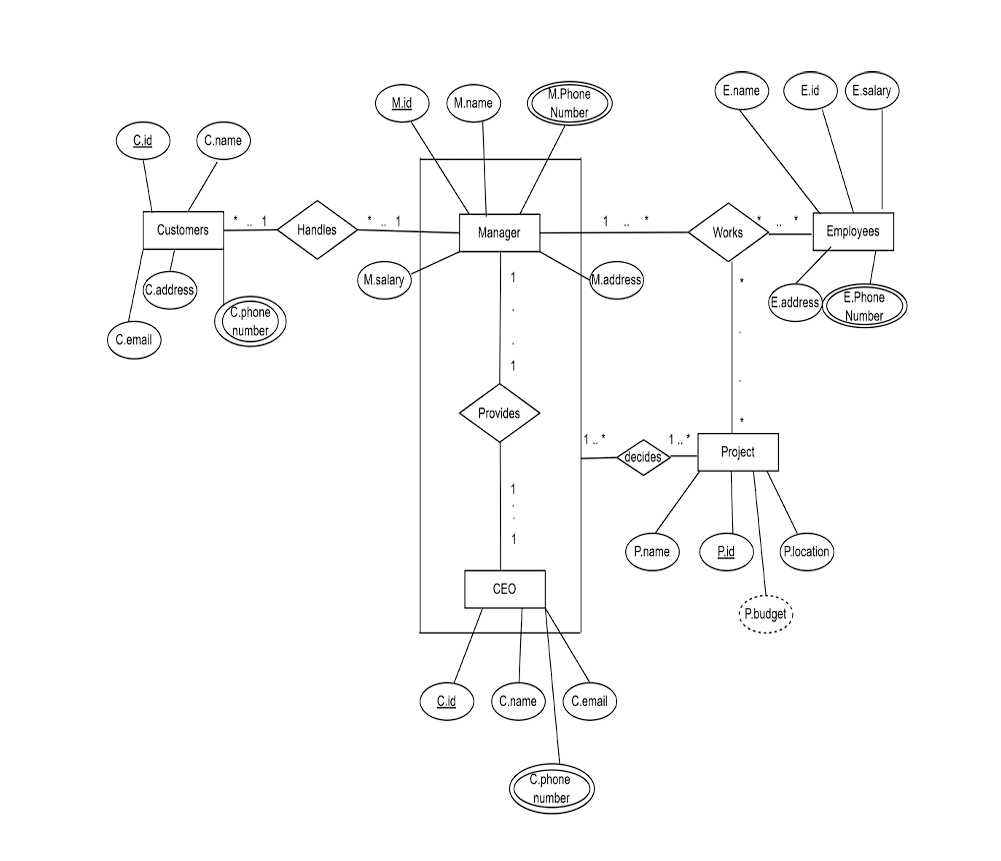 E.name
E.id
E.salary
M.id
M.name
M.Phone
Number
C.id
C.name
Customers
* .. 1
Handles
* .. 1
Manager
1 .. *
Works
* .. *
Employees
C.address
C.phone
number
C.email
M.salary
M.address
E.address
E.Phone
Number
1
.
.
1
*
.
.
*
Provides
1 .. *
decides
1 .. *
Project
1
.
.
1
P.name
P.id
P.location
P.budget
CEO
C.id
C.name
C.email
C.phone
number